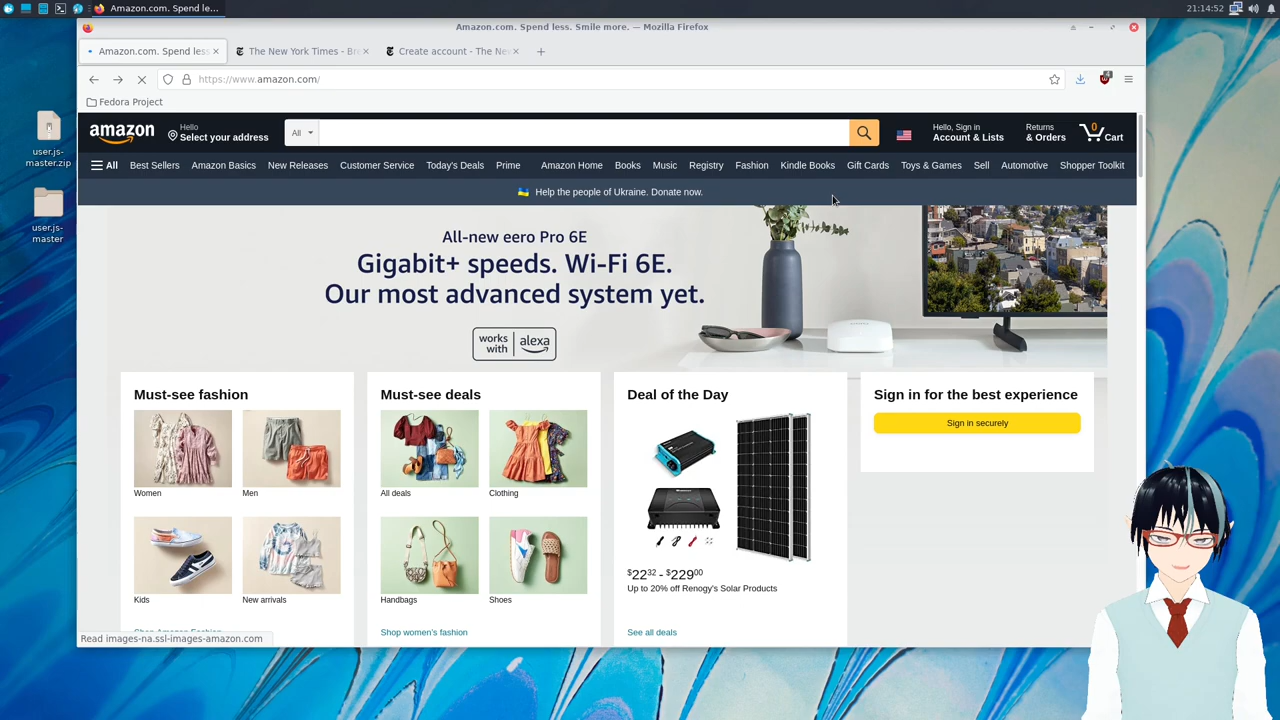 Amazon.com. Spend le...
21:14:52
Amazon.com. Spend less. Smile more. — Mozilla Firefox
Amazon.com. Spend less
The New York Times - Bre
Create account - The New
https://www.amazon.com/
4
Fedora Project
user.js-master.zip
user.js-master
amazon
Hello
Select your address
All
Hello, Sign in
Account & Lists
Returns
& Orders
0
Cart
All
Best Sellers
Amazon Basics
New Releases
Customer Service
Today's Deals
Prime
Amazon Home
Books
Music
Registry
Fashion
Kindle Books
Gift Cards
Toys & Games
Sell
Automotive
Shopper Toolkit
Help the people of Ukraine. Donate now.
All-new eero Pro 6E
Gigabit+ speeds. Wi-Fi 6E.
Our most advanced system yet.
works with alexa
Must-see fashion
Women
Men
Kids
New arrivals
Shop Amazon Fashion
Must-see deals
All deals
Clothing
Handbags
Shoes
Shop women's fashion
Deal of the Day
$22.32 - $229.00
Up to 20% off Renogy's Solar Products
See all deals
Sign in for the best experience
Sign in securely
Read images-na.ssl-images-amazon.com